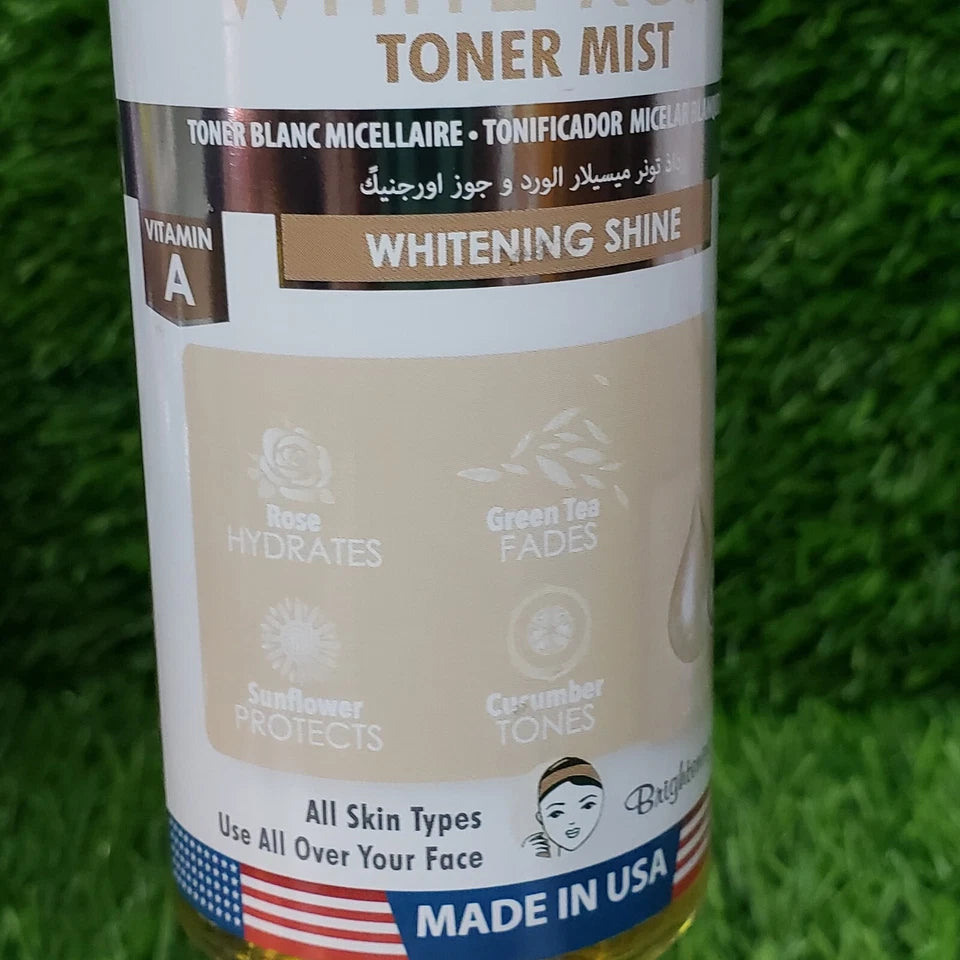 WHITE
TONER MIST
TONER BLANC MICELLAIRE • TONIFICADOR MICELAR
تونر ميسيلار الورد و جوز اورجنيكً
VITAMIN
A
WHITENING SHINE
Rose
HYDRATES
Green Tea
FADES
Sunflower
PROTECTS
Cucumber
TONES
All Skin Types
Use All Over Your Face
MADE IN USA